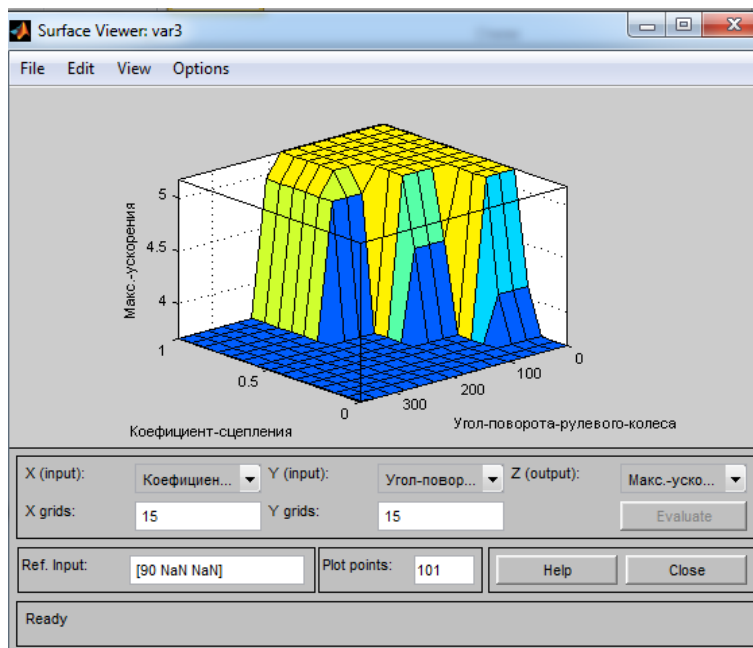 Surface Viewer: var3
File Edit View Options
5
4.5
4
Макс.-ускорения
1
0.5
0
300
200
100
0
Коефициент-сцепления
Угол-поворота-рулевого-колеса
X (input): Коефициен... Y (input): Угол-повор... Z (output): Макс.-уско...
X grids: 15 Y grids: 15 Evaluate
Ref. Input: [90 NaN NaN] Plot points: 101 Help Close
Ready